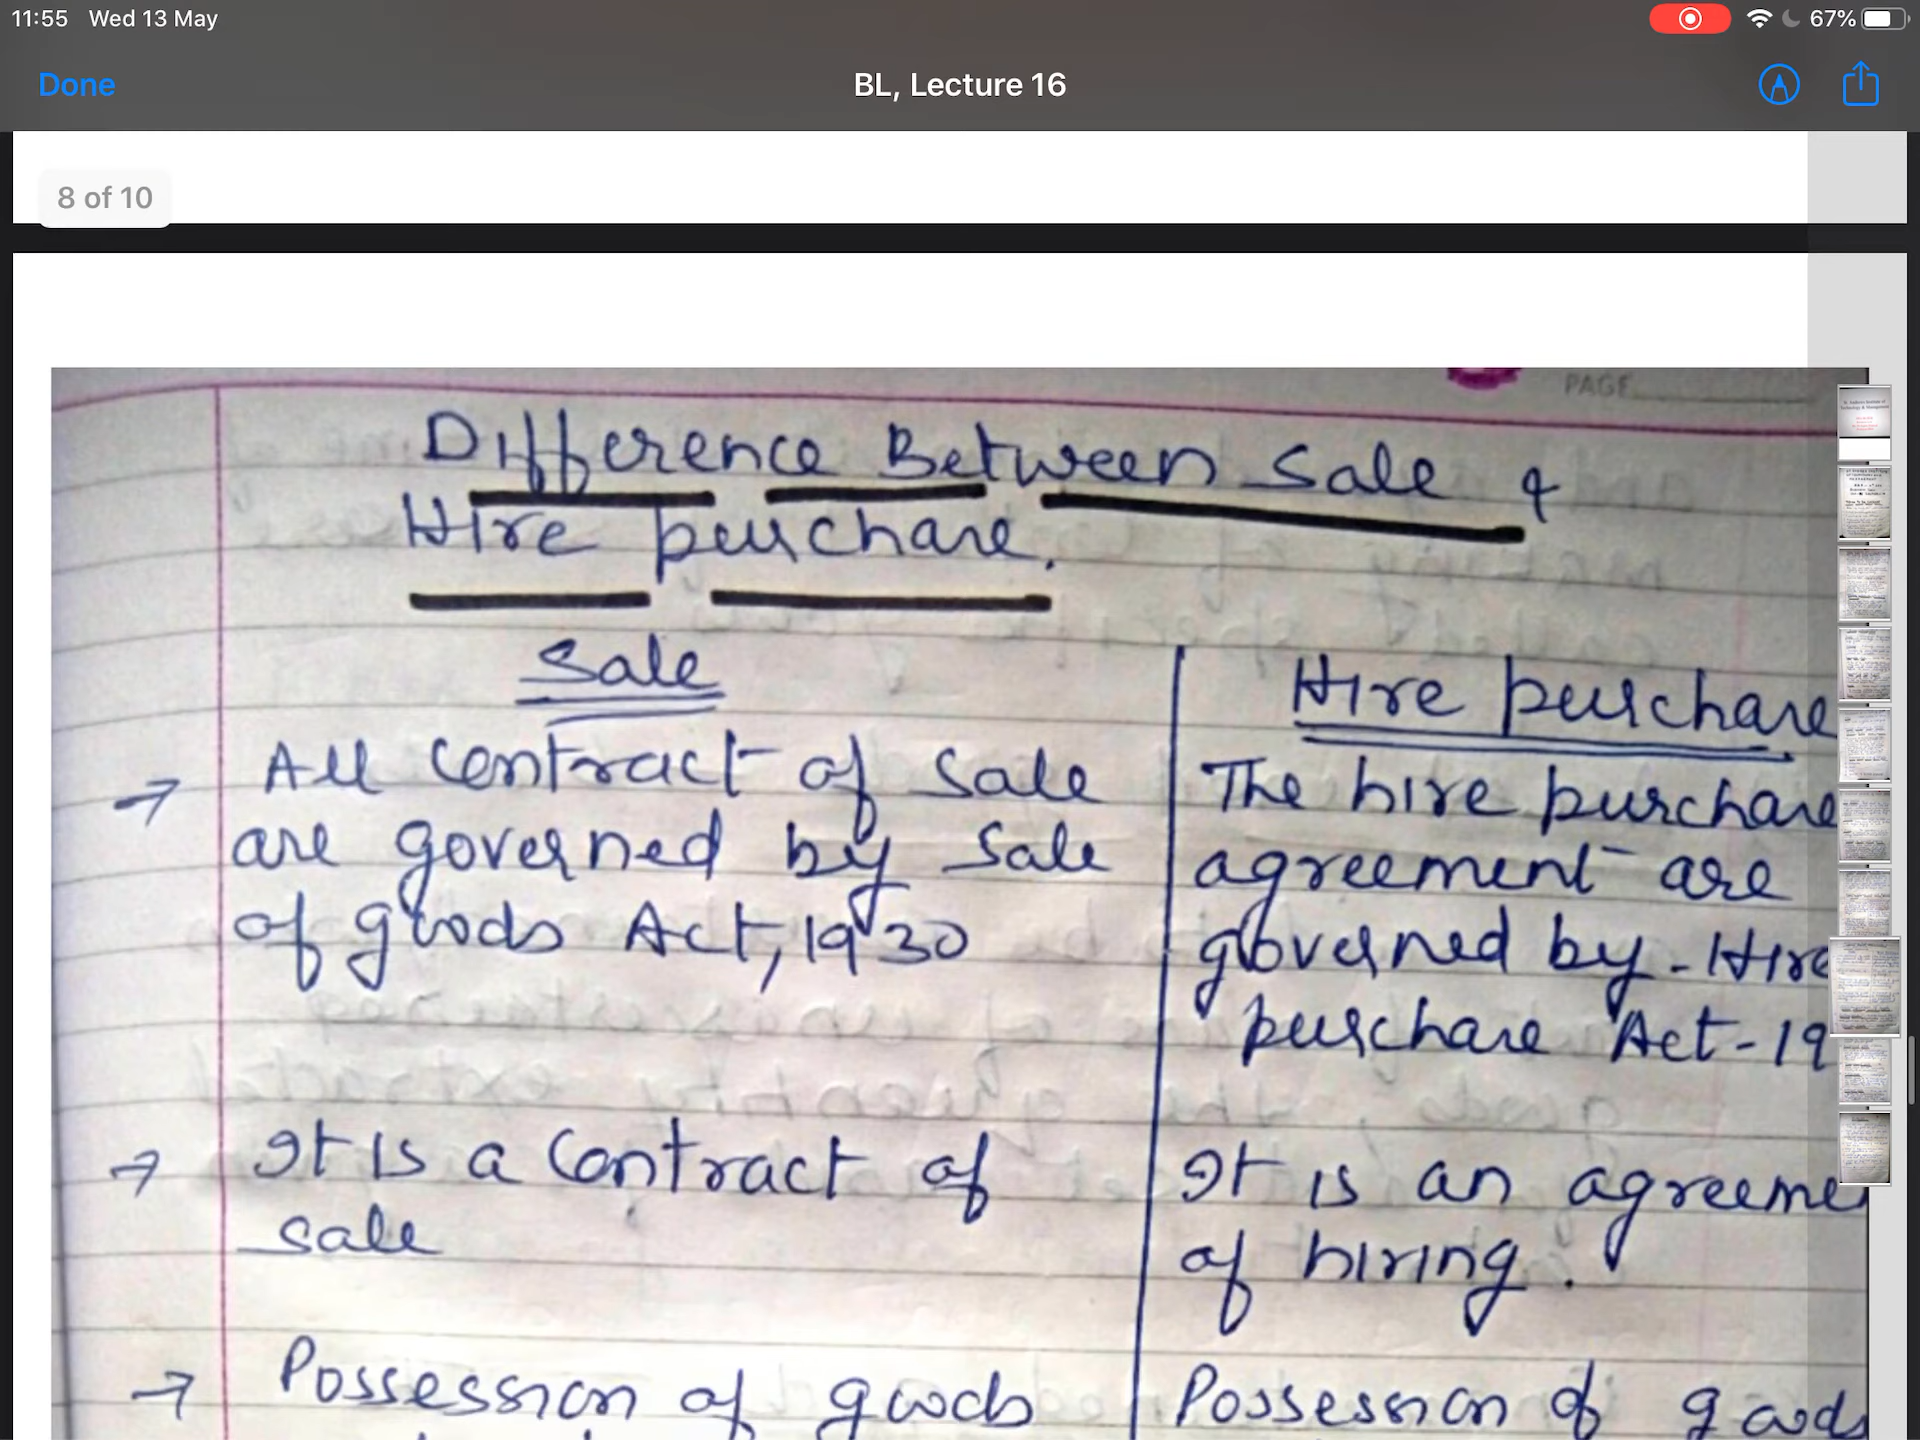 11:55 Wed 13 May
67%
Done
BL, Lecture 16
8 of 10
PAGE
Difference Between Sale &
Hire purchase.
Sale
Hire purchase
All contract of Sale
are governed by Sale
of goods Act, 1930
The hire purchase
agreement are
governed by - Hire
purchase Act - 19
It is a contract of
sale
It is an agreeme
of hiring.
Possession of goods
Possession of goods